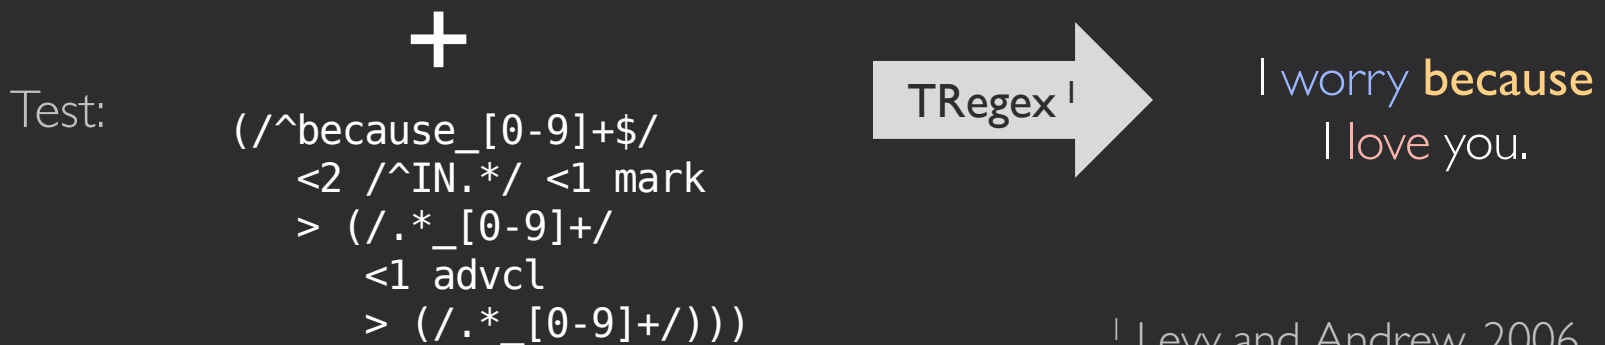 +
Test:
(/^because_[0-9]+$/
<2 /^IN.*/ <1 mark
> (/.*_[0-9]+/
<1 advcl
> (/.*_[0-9]+/)))
TRegex 1
I worry because
I love you.
1 Levy and Andrew, 2006